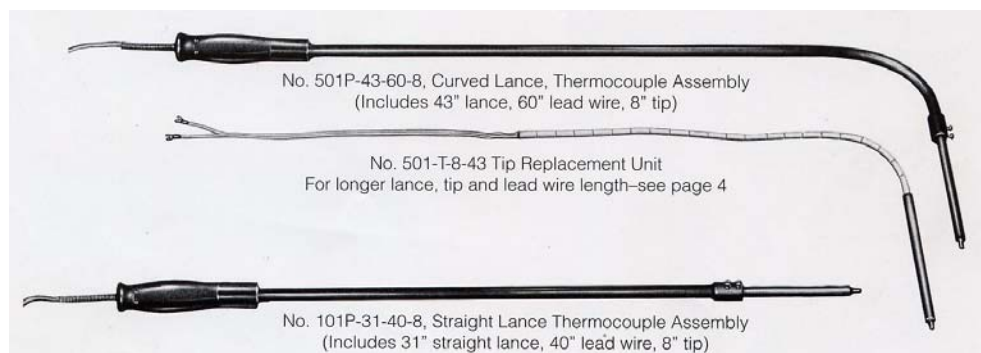 No. 501P-43-60-8, Curved Lance, Thermocouple Assembly
(Includes 43" lance, 60" lead wire, 8" tip)
No. 501-T-8-43 Tip Replacement Unit
For longer lance, tip and lead wire length–see page 4
No. 101P-31-40-8, Straight Lance Thermocouple Assembly
(Includes 31" straight lance, 40" lead wire, 8" tip)